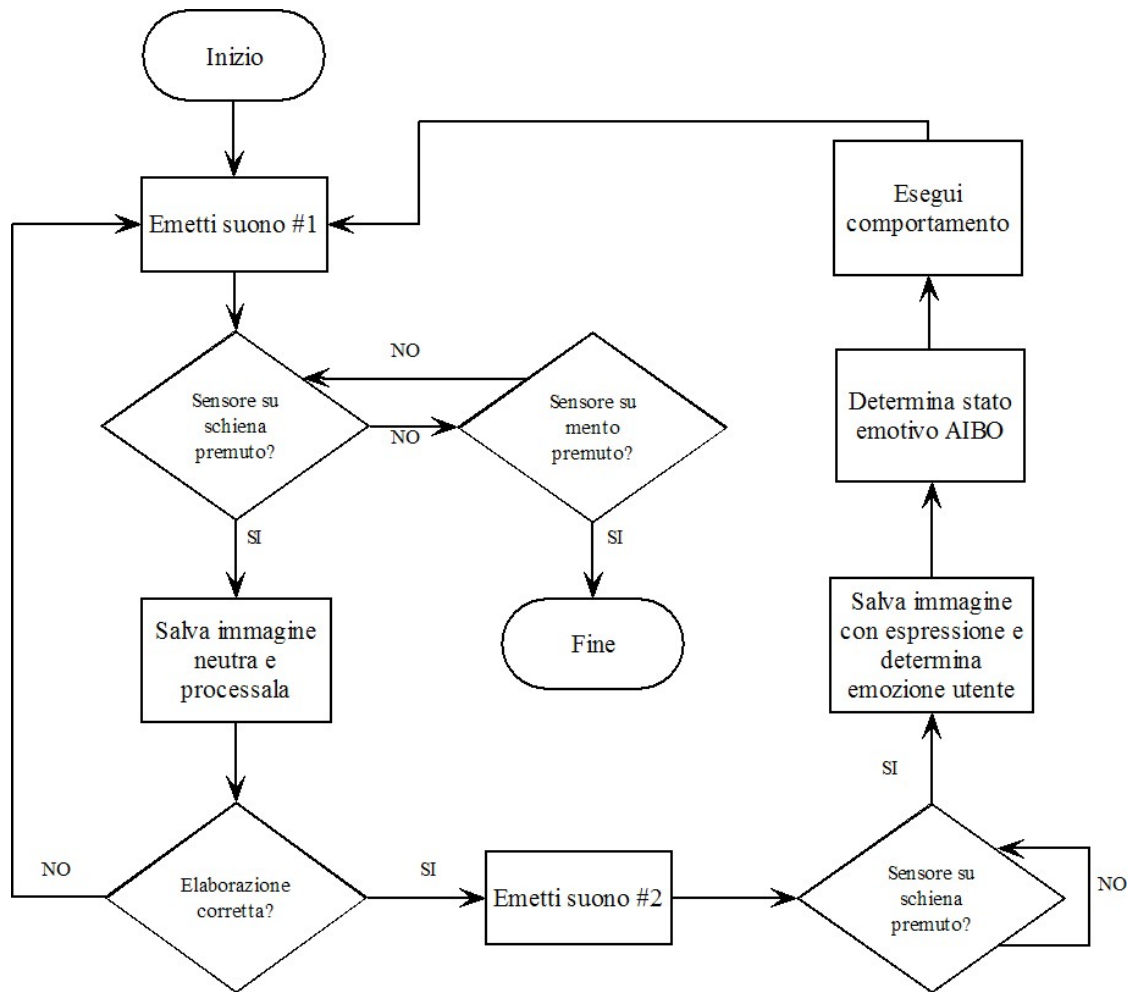 Inizio
Emetti suono #1
Esegui
comportamento
NO
Sensore su
schiena
premuto?
NO
Sensore su
mento
premuto?
Determina stato
emotivo AIBO
SI
SI
Salva immagine
neutra e
processala
Fine
Salva immagine
con espressione e
determina
emozione utente
SI
NO
Elaborazione
corretta?
SI
Emetti suono #2
Sensore su
schiena
premuto?
NO